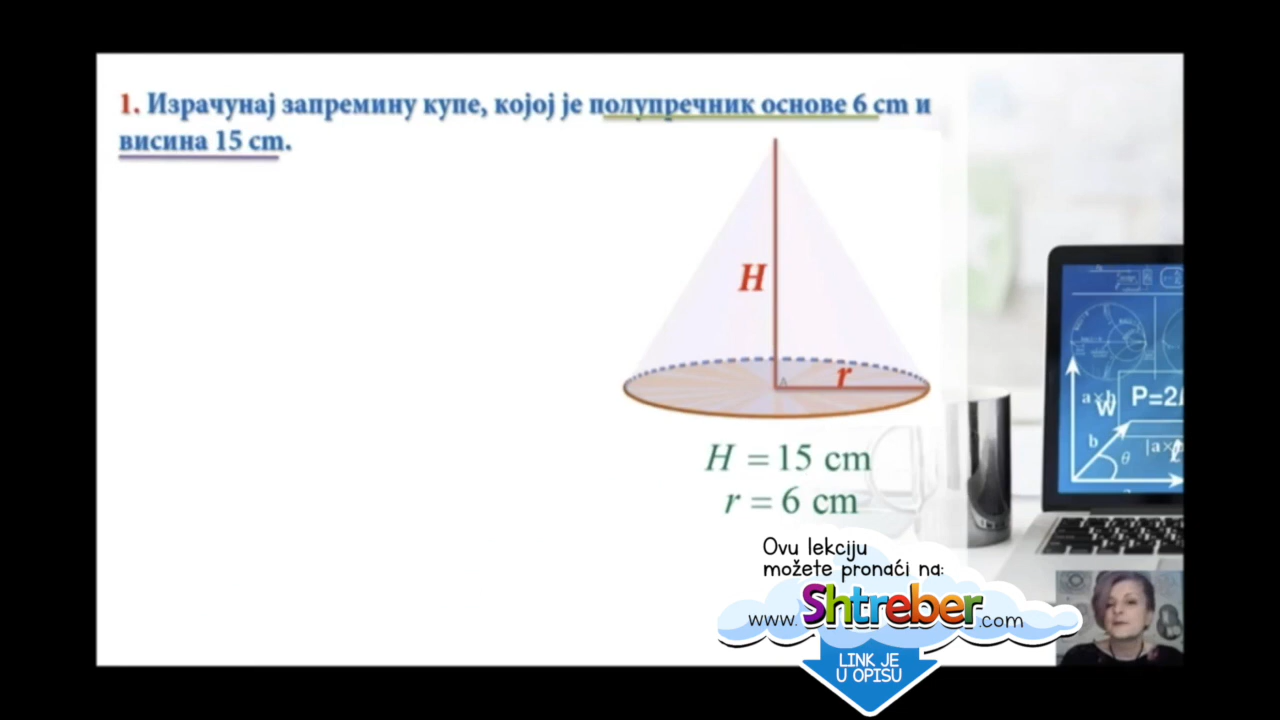 1. Израчунај запремину купе, којој је полупречник основе 6 cm и
висина 15 cm.
H
r
H = 15 cm
r = 6 cm
a×b
W
P=2
b
θ
|a×
Ovu lekciju
možete pronaći na:
www.Shtreber.com
LINK JE
U OPISU